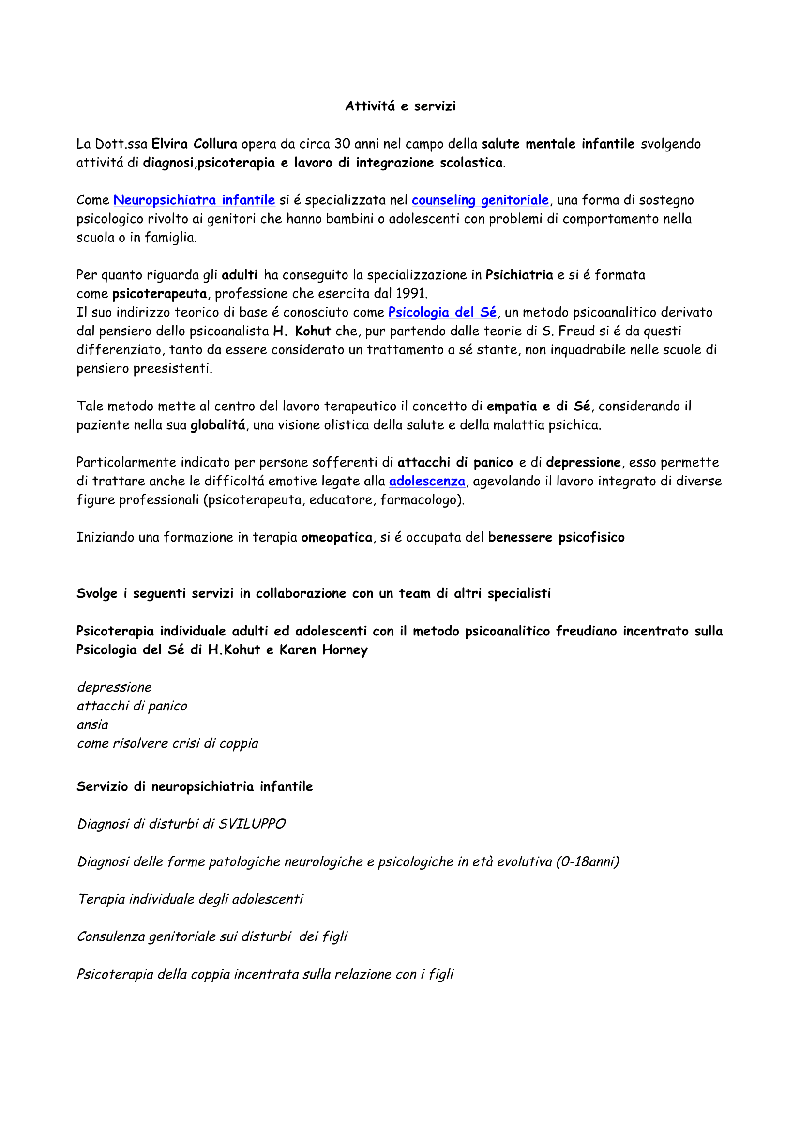 Attivitá e servizi
La Dott.ssa Elvira Collura opera da circa 30 anni nel campo della salute mentale infantile svolgendo
attivitá di diagnosi,psicoterapia e lavoro di integrazione scolastica.
Come Neuropsichiatra infantile si é specializzata nel counseling genitoriale, una forma di sostegno
psicologico rivolto ai genitori che hanno bambini o adolescenti con problemi di comportamento nella
scuola o in famiglia.
Per quanto riguarda gli adulti ha conseguito la specializzazione in Psichiatria e si é formata
come psicoterapeuta, professione che esercita dal 1991.
Il suo indirizzo teorico di base é conosciuto come Psicologia del Sé, un metodo psicoanalitico derivato
dal pensiero dello psicoanalista H. Kohut che, pur partendo dalle teorie di S. Freud si é da questi
differenziato, tanto da essere considerato un trattamento a sé stante, non inquadrabile nelle scuole di
pensiero preesistenti.
Tale metodo mette al centro del lavoro terapeutico il concetto di empatia e di Sé, considerando il
paziente nella sua globalitá, una visione olistica della salute e della malattia psichica.
Particolarmente indicato per persone sofferenti di attacchi di panico e di depressione, esso permette
di trattare anche le difficoltá emotive legate alla adolescenza, agevolando il lavoro integrato di diverse
figure professionali (psicoterapeuta, educatore, farmacologo).
Iniziando una formazione in terapia omeopatica, si é occupata del benessere psicofisico
Svolge i seguenti servizi in collaborazione con un team di altri specialisti
Psicoterapia individuale adulti ed adolescenti con il metodo psicoanalitico freudiano incentrato sulla
Psicologia del Sé di H.Kohut e Karen Horney
depressione
attacchi di panico
ansia
come risolvere crisi di coppia
Servizio di neuropsichiatria infantile
Diagnosi di disturbi di SVILUPPO
Diagnosi delle forme patologiche neurologiche e psicologiche in età evolutiva (0-18anni)
Terapia individuale degli adolescenti
Consulenza genitoriale sui disturbi  dei figli
Psicoterapia della coppia incentrata sulla relazione con i figli